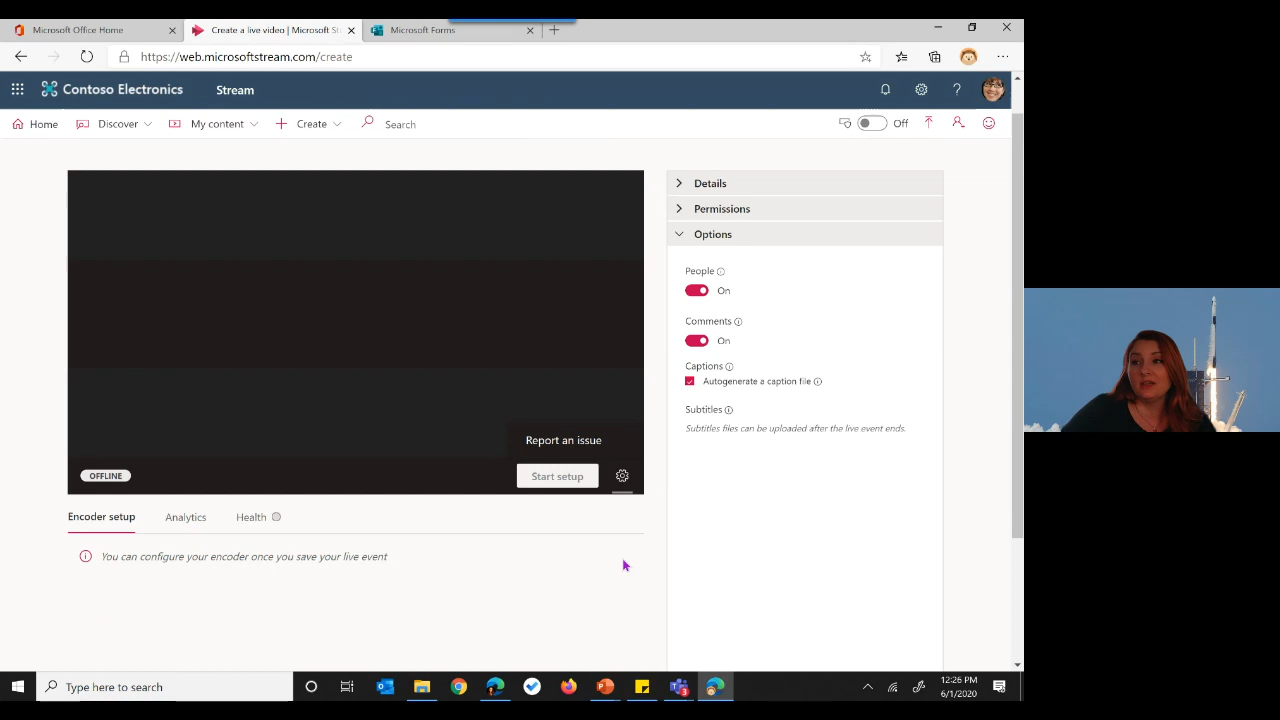 Microsoft Office Home
Create a live video | Microsoft St
Microsoft Forms
https://web.microsoftstream.com/create
Contoso Electronics
Stream
Home
Discover
My content
Create
Search
Off
Details
Permissions
Options
People
On
Comments
On
Captions
Autogenerate a caption file
Subtitles
Subtitles files can be uploaded after the live event ends.
Report an issue
OFFLINE
Start setup
Encoder setup
Analytics
Health
You can configure your encoder once you save your live event
Type here to search
3
12:26 PM
6/1/2020